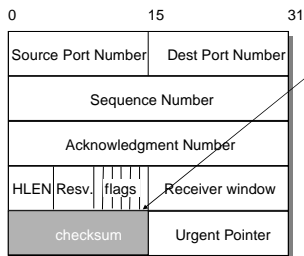 0 15 31
Source Port Number Dest Port Number
Sequence Number
Acknowledgment Number
HLEN Resv. flags Receiver window
checksum Urgent Pointer